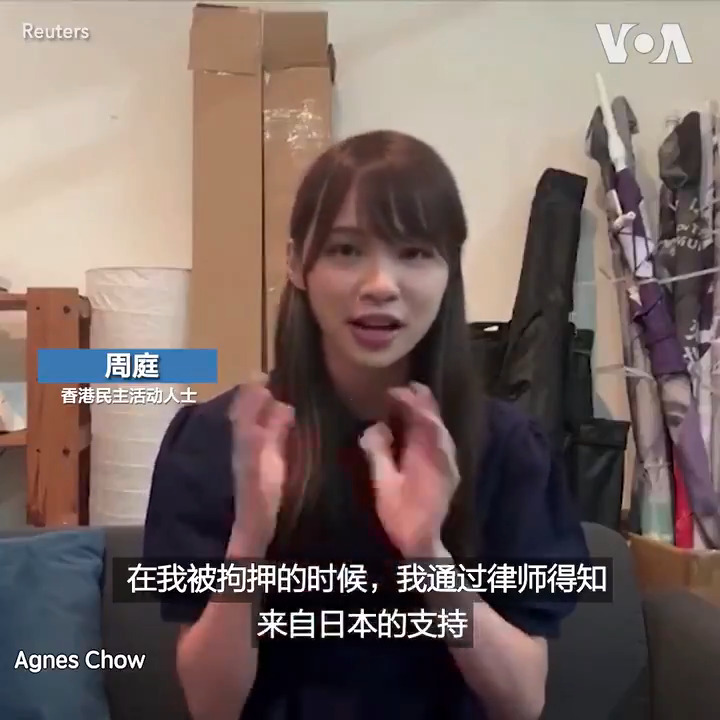 Reuters
VOA
周庭
香港民主活动人士
在我被拘押的时候，我通过律师得知
来自日本的支持
Agnes Chow